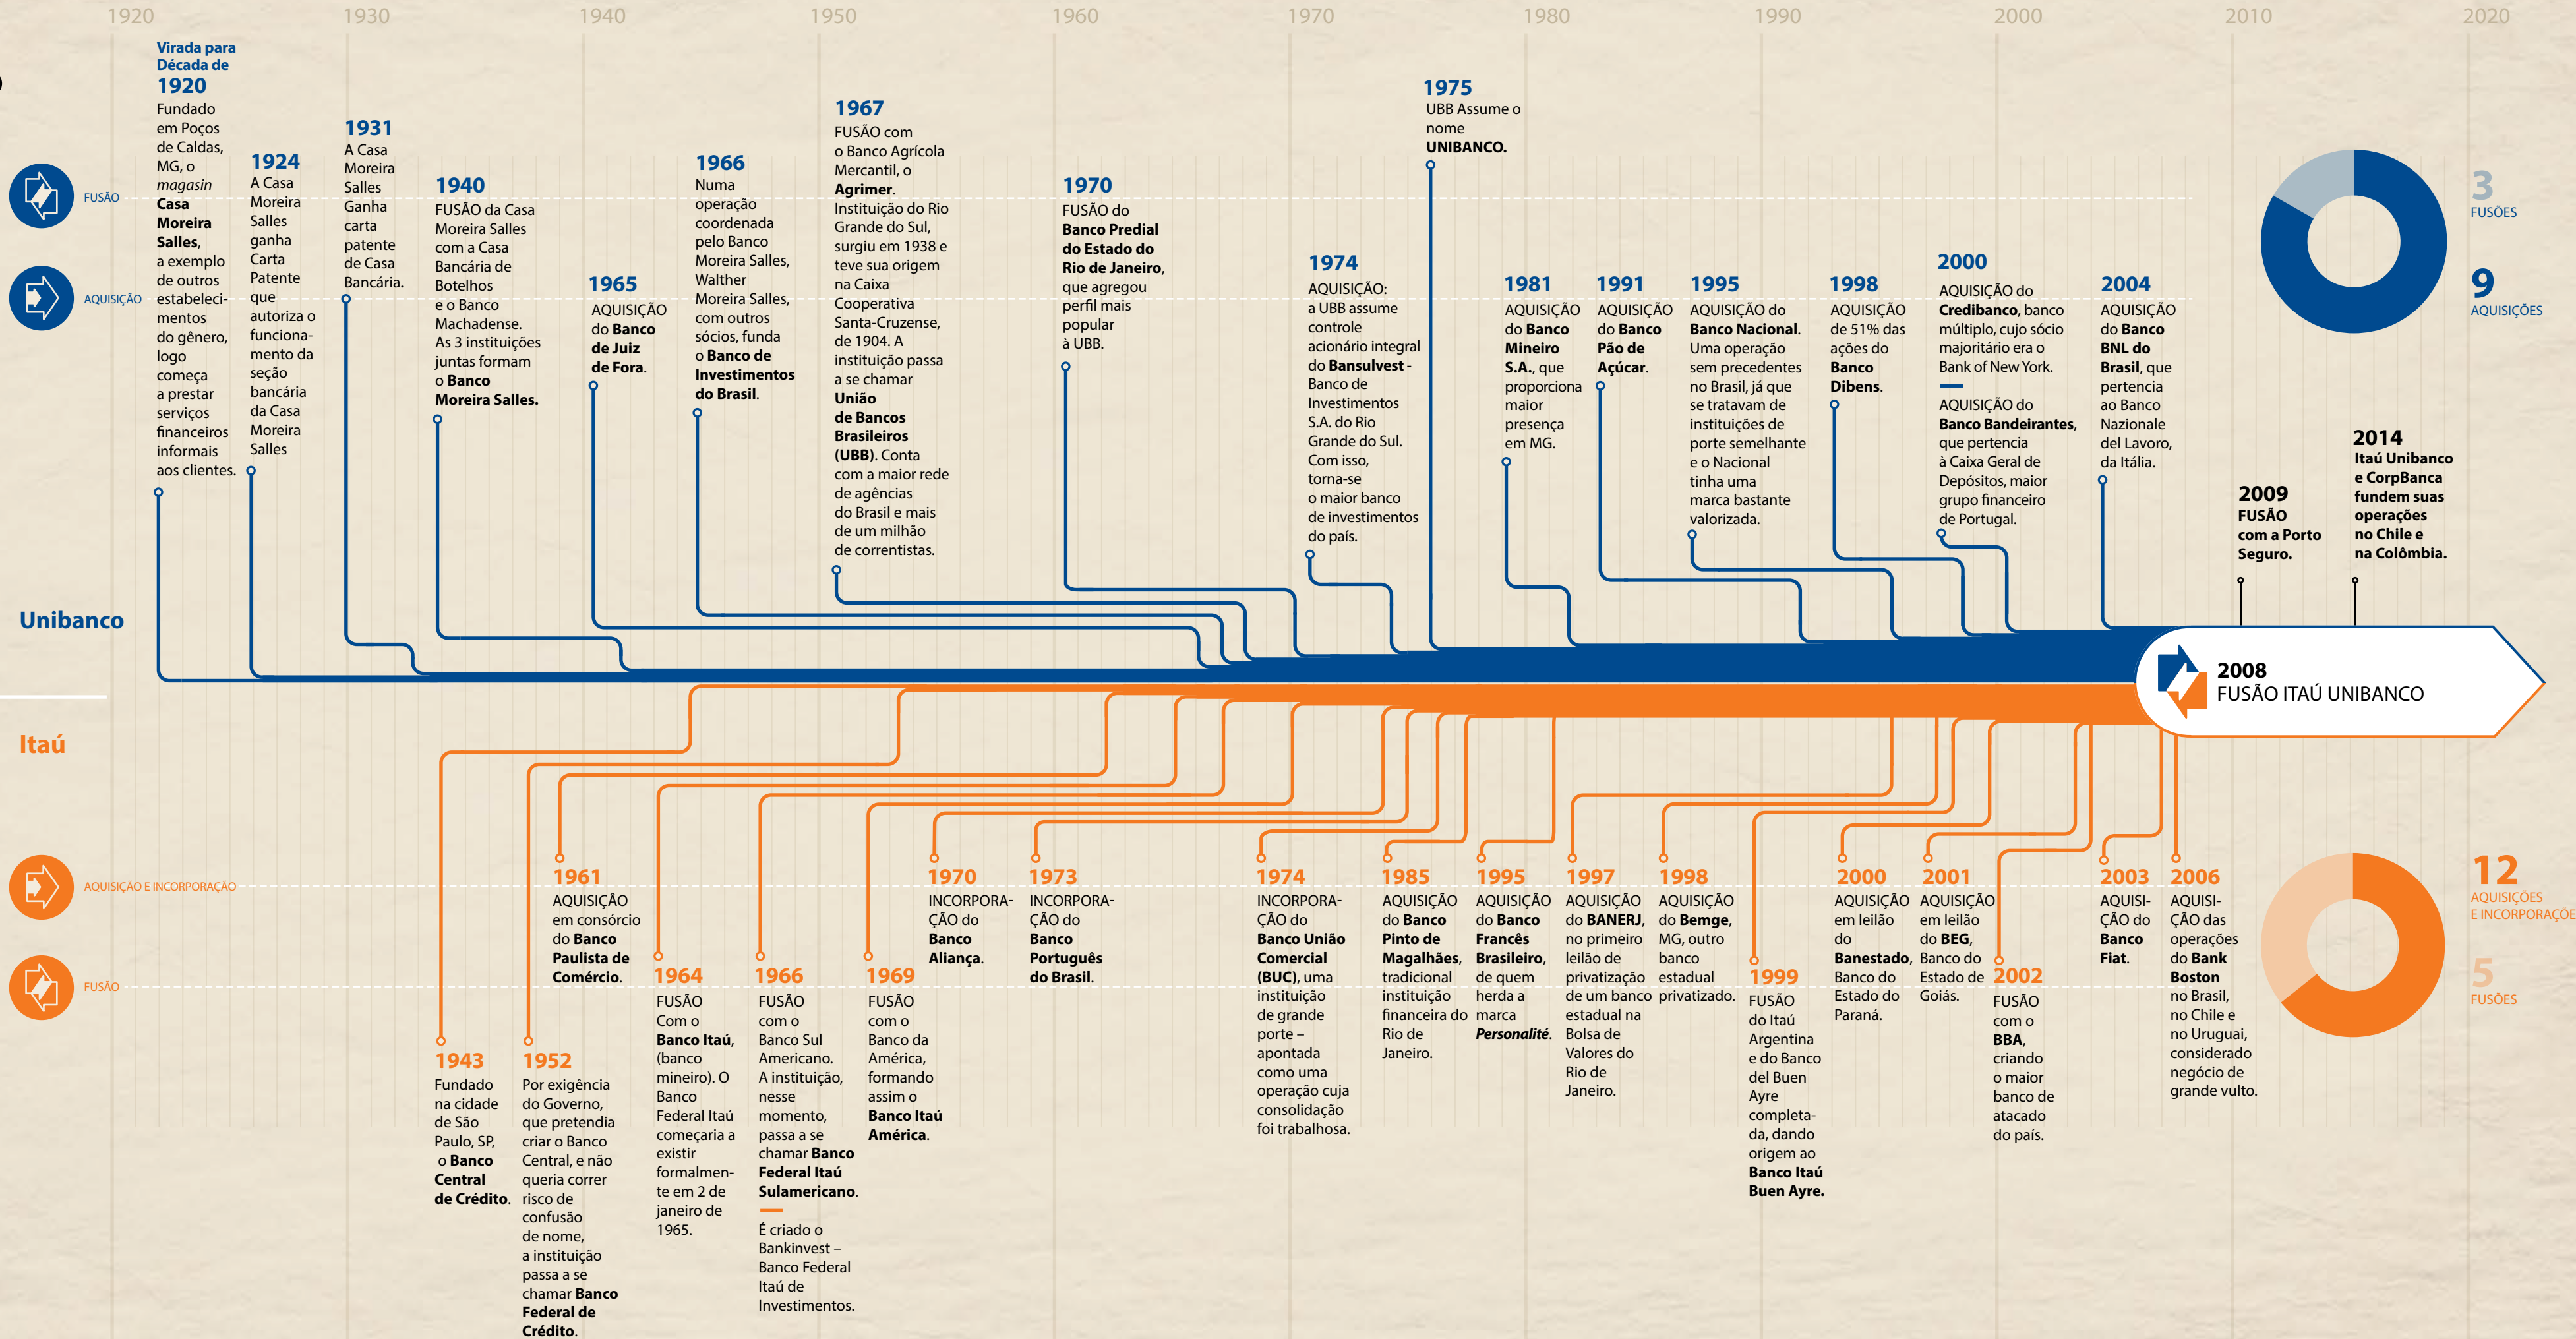 1920
1930
1940
1950
1960
1970
1980
1990
2000
2010
2020
Virada para
Década de
1920
Fundado
em Poços
de Caldas,
MG, o
magasin
Casa
Moreira
Salles,
a exemplo
de outros
estabeleci-
mentos
do gênero,
logo
começa
a prestar
serviços
financeiros
informais
aos clientes.
1924
A Casa
Moreira
Salles
ganha
Carta
Patente
que
autoriza o
funciona-
mento da
seção
bancária
da Casa
Moreira
Salles
1931
A Casa
Moreira
Salles
Ganha
carta
patente
de Casa
Bancária.
1940
FUSÃO da Casa
Moreira Salles
com a Casa
Bancária de
Botelhos
e o Banco
Machadense.
As 3 instituições
juntas formam
o Banco
Moreira Salles.
1965
AQUISIÇÃO
do Banco
de Juiz
de Fora.
1966
Numa
operação
coordenada
pelo Banco
Moreira Salles,
Walther
Moreira Salles,
com outros
sócios, funda
o Banco de
Investimentos
do Brasil.
1967
FUSÃO com
o Banco Agrícola
Mercantil, o
Agrimer.
Instituição do Rio
Grande do Sul,
surgiu em 1938 e
teve sua origem
na Caixa
Cooperativa
Santa-Cruzense,
de 1904. A
instituição passa
a se chamar
União
de Bancos
Brasileiros
(UBB). Conta
com a maior rede
de agências
do Brasil e mais
de um milhão
de correntistas.
1970
FUSÃO do
Banco Predial
do Estado do
Rio de Janeiro,
que agregou
perfil mais
popular
à UBB.
1974
AQUISIÇÃO:
a UBB assume
controle
acionário integral
do Bansulvest -
Banco de
Investimentos
S.A. do Rio
Grande do Sul.
Com isso,
torna-se
o maior banco
de investimentos
do país.
1975
UBB Assume o
nome
UNIBANCO.
1981
AQUISIÇÃO
do Banco
Mineiro
S.A., que
proporciona
maior
presença
em MG.
1991
AQUISIÇÃO
do Banco
Pão de
Açúcar.
1995
AQUISIÇÃO do
Banco Nacional.
Uma operação
sem precedentes
no Brasil, já que
se tratavam de
instituições de
porte semelhante
e o Nacional
tinha uma
marca bastante
valorizada.
1998
AQUISIÇÃO
de 51% das
ações do
Banco
Dibens.
2000
AQUISIÇÃO do
Credibanco, banco
múltiplo, cujo sócio
majoritário era o
Bank of New York.
AQUISIÇÃO do
Banco Bandeirantes,
que pertencia
à Caixa Geral de
Depósitos, maior
grupo financeiro
de Portugal.
2004
AQUISIÇÃO
do Banco
BNL do
Brasil, que
pertencia
ao Banco
Nazionale
del Lavoro,
da Itália.
2009
FUSÃO
com a Porto
Seguro.
2014
Itaú Unibanco
e CorpBanca
fundem suas
operações
no Chile e
na Colômbia.
FUSÃO
AQUISIÇÃO
3
FUSÕES
9
AQUISIÇÕES
Unibanco
2008
FUSÃO ITAÚ UNIBANCO
Itaú
AQUISIÇÃO E INCORPORAÇÃO
FUSÃO
1943
Fundado
na cidade
de São
Paulo, SP,
o Banco
Central
de Crédito.
1952
Por exigência
do Governo,
que pretendia
criar o Banco
Central, e não
queria correr
risco de
confusão
de nome,
a instituição
passa a se
chamar Banco
Federal de
Crédito.
1961
AQUISIÇÂO
em consórcio
do Banco
Paulista de
Comércio.
1964
FUSÃO
Com o
Banco Itaú,
(banco
mineiro). O
Banco
Federal Itaú
começaria a
existir
formalmen-
te em 2 de
janeiro de
1965.
1966
FUSÃO
com o
Banco Sul
Americano.
A instituição,
nesse
momento,
passa a se
chamar Banco
Federal Itaú
Sulamericano.
É criado o
Bankinvest –
Banco Federal
Itaú de
Investimentos.
1969
FUSÃO
com o
Banco da
América,
formando
assim o
Banco Itaú
América.
1970
INCORPORA-
ÇÃO do
Banco
Aliança.
1973
INCORPORA-
ÇÃO do
Banco
Português
do Brasil.
1974
INCORPORA-
ÇÃO do
Banco União
Comercial
(BUC), uma
instituição
de grande
porte –
apontada
como uma
operação cuja
consolidação
foi trabalhosa.
1985
AQUISIÇÃO
do Banco
Pinto de
Magalhães,
tradicional
instituição
financeira do
Rio de
Janeiro.
1995
AQUISIÇÃO
do Banco
Francês
Brasileiro,
de quem
herda a
marca
Personalité.
1997
AQUISIÇÃO
do BANERJ,
no primeiro
leilão de
privatização
de um banco
estadual na
Bolsa de
Valores do
Rio de
Janeiro.
1998
AQUISIÇÃO
do Bemge,
MG, outro
banco
estadual
privatizado.
1999
FUSÃO
do Itaú
Argentina
e do Banco
del Buen
Ayre
completa-
da, dando
origem ao
Banco Itaú
Buen Ayre.
2000
AQUISIÇÃO
em leilão
do
Banestado,
Banco do
Estado do
Paraná.
2001
AQUISIÇÃO
em leilão
do BEG,
Banco do
Estado de
Goiás.
2002
FUSÃO
com o
BBA,
criando
o maior
banco de
atacado
do país.
2003
AQUISI-
ÇÃO do
Banco
Fiat.
2006
AQUISI-
ÇÃO das
operações
do Bank
Boston
no Brasil,
no Chile e
no Uruguai,
considerado
negócio de
grande vulto.
12
AQUISIÇÕES
E INCORPORAÇÕE
5
FUSÕES